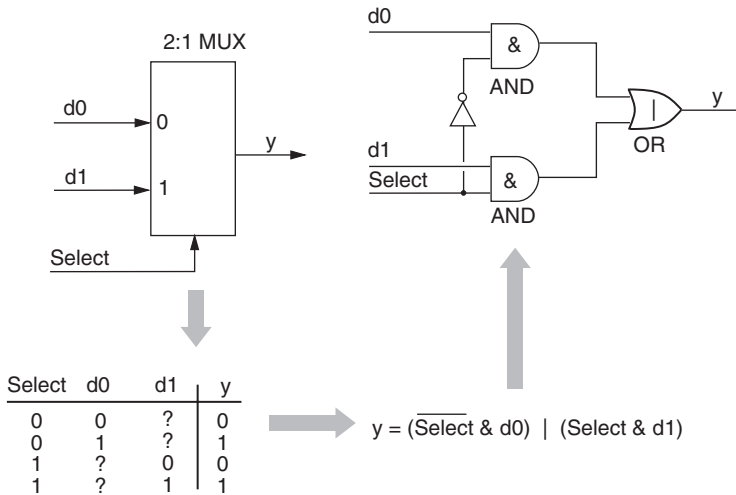 2:1 MUX
d0
0
d1
1
y
Select
d0
&
AND
d1
Select
&
AND
|
OR
y
Select d0 d1 y
0 0 ? 0
0 1 ? 1
1 ? 0 0
1 ? 1 1
y = (S̅e̅l̅e̅c̅t̅ & d0) | (Select & d1)